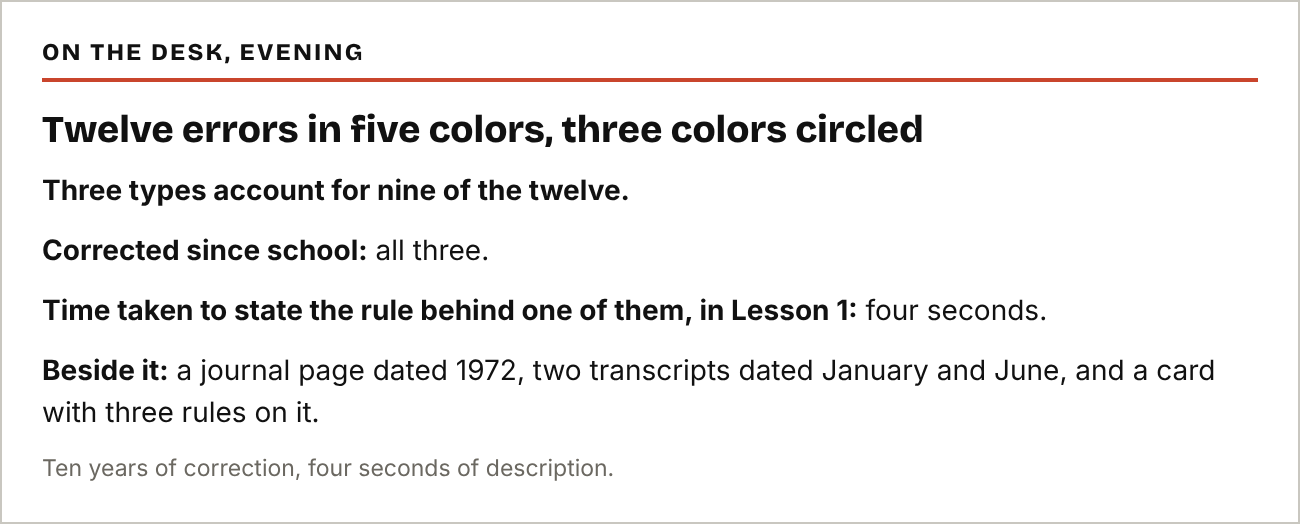 ON THE DESK, EVENING
Twelve errors in five colors, three colors circled
Three types account for nine of the twelve.
Corrected since school: all three.
Time taken to state the rule behind one of them, in Lesson 1: four seconds.
Beside it: a journal page dated 1972, two transcripts dated January and June, and a card
with three rules on it.
Ten years of correction, four seconds of description.